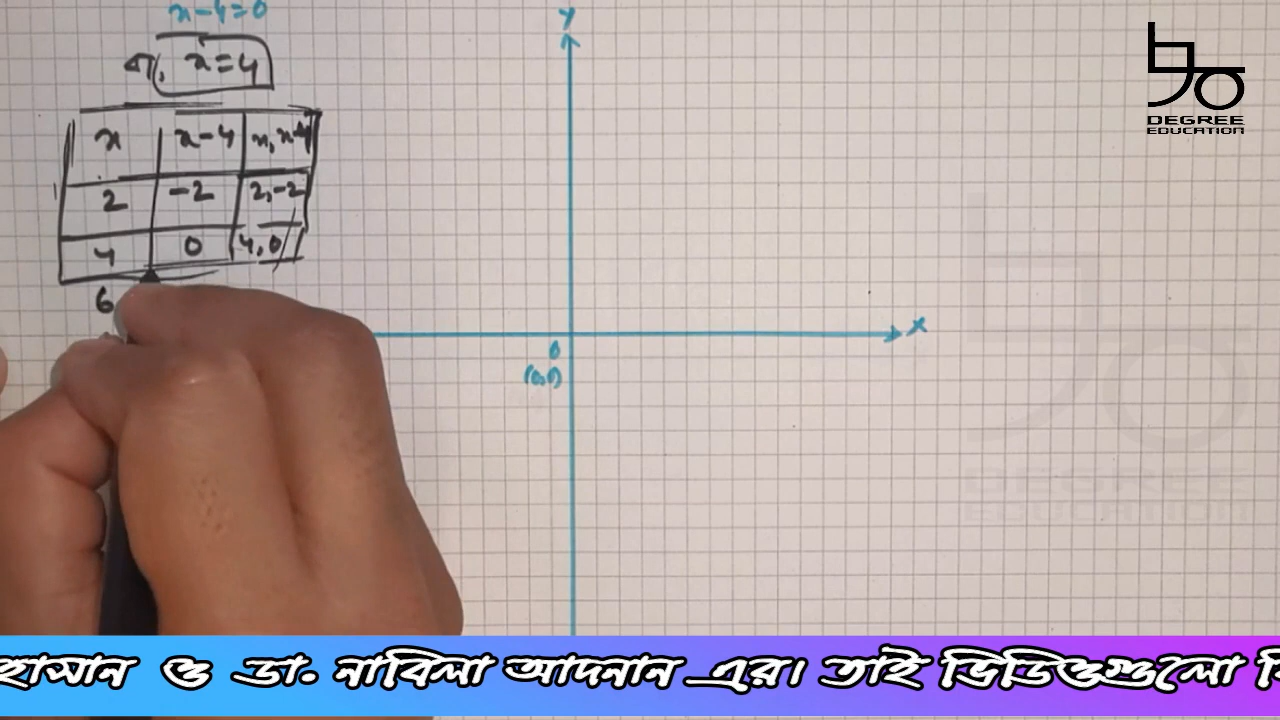 x-4=0
বা, x=4
x x-4 x, x-4
2 -2 2,-2
4 0 4,0
6
Y
X
0
(0,0)
DEGREE
EDUCATION
হাসান ও ডা. নাবিলা আদনান এর। তাই ভিডিওগুলো